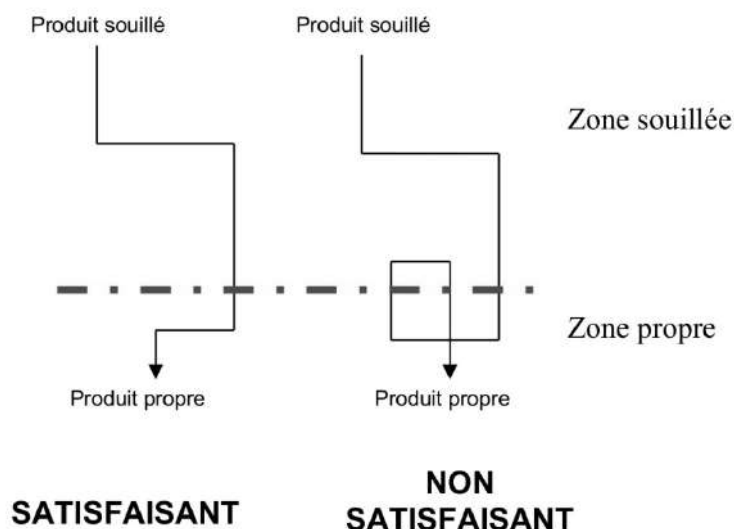 Produit souillé
Produit souillé
Zone souillée
Zone propre
Produit propre
Produit propre
SATISFAISANT
NON
SATISFAISANT